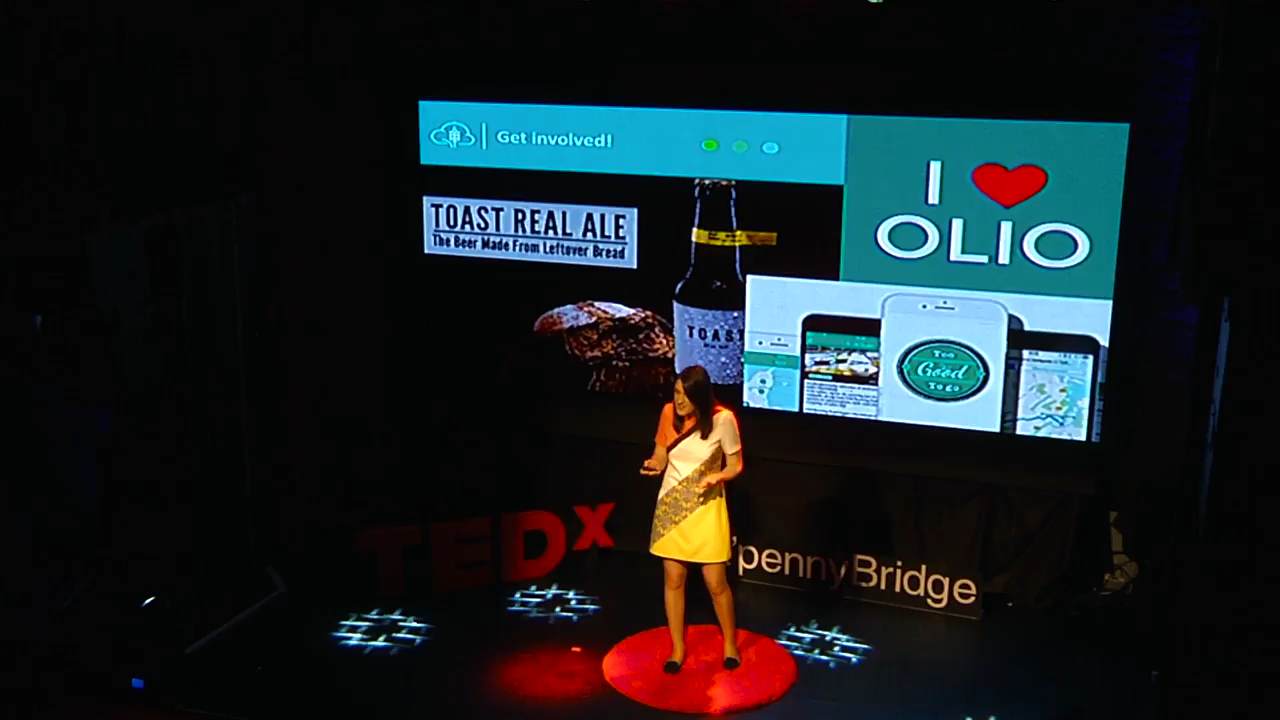 Get involved!
I ❤ OLIO
TOAST REAL ALE
The Beer Made From Leftover Bread
TOAST
Too
Good
To go
TEDx
'pennyBridge